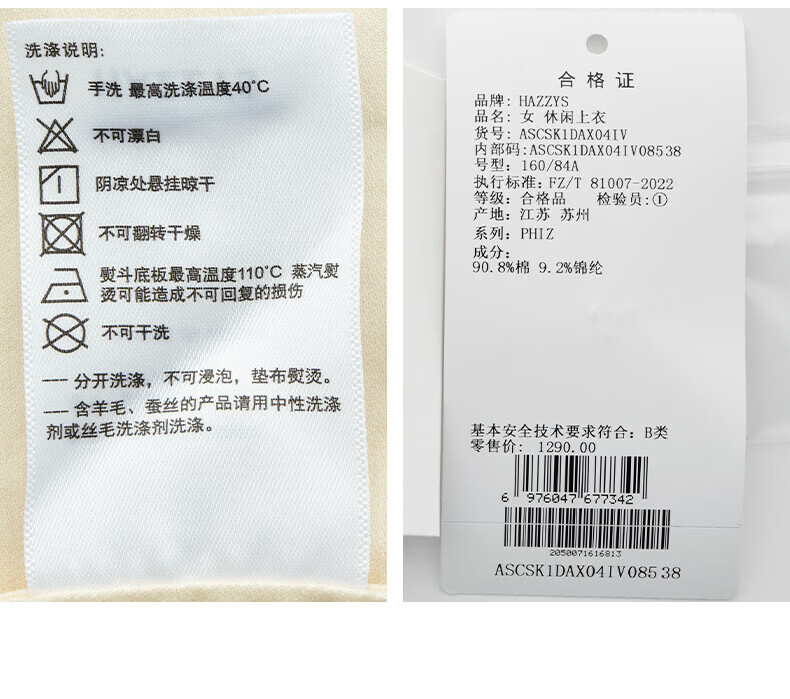 洗涤说明:
手洗 最高洗涤温度40°C
不可漂白
阴凉处悬挂晾干
不可翻转干燥
熨斗底板最高温度110°C 蒸汽熨
烫可能造成不可回复的损伤
不可干洗
--- 分开洗涤，不可浸泡，垫布熨烫。
--- 含羊毛、蚕丝的产品请用中性洗涤
剂或丝毛洗涤剂洗涤。
合格证
品牌: HAZZYS
品名: 女 休闲上衣
货号: ASCSK1DAX04IV
内部码:ASCSK1DAX04IV08538
号型: 160/84A
执行标准: FZ/T 81007-2022
等级: 合格品 检验员:①
产地: 江苏 苏州
系列: PHIZ
成分:
90.8%棉 9.2%锦纶
基本安全技术要求符合: B类
零售价: 1290.00
6 976047 677342
2050071616813
ASCSK1DAX04IV08538